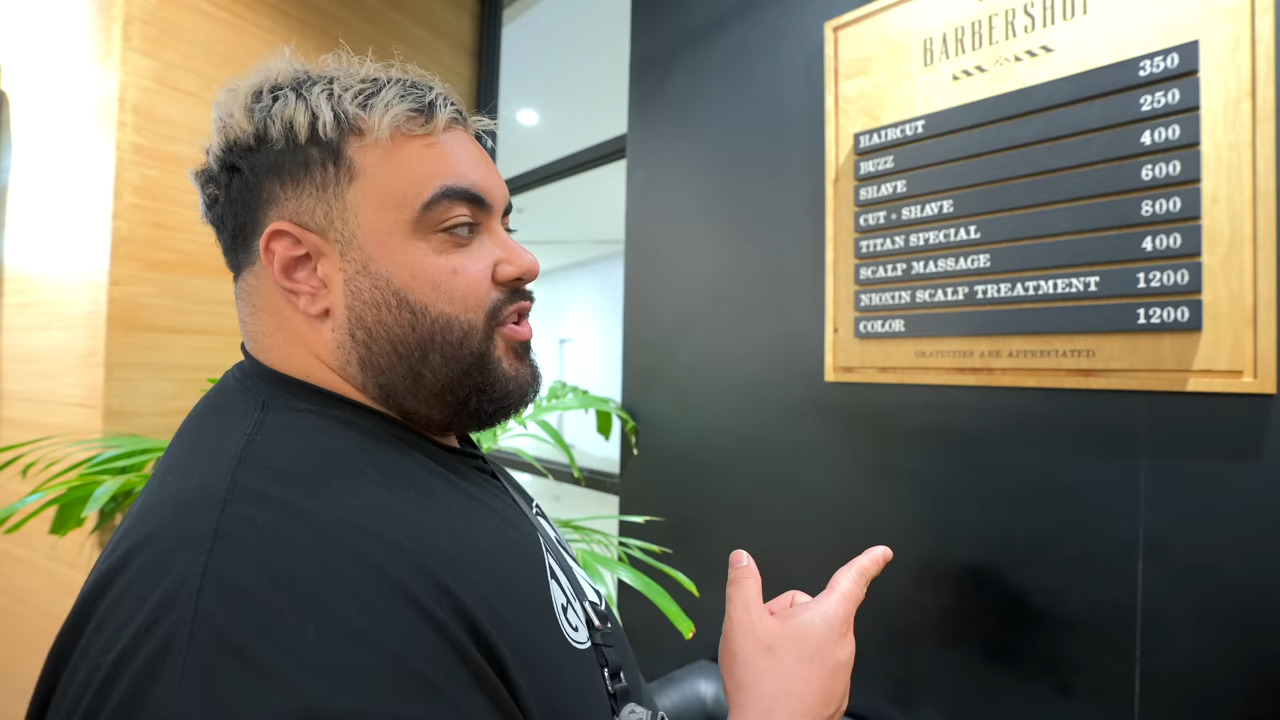 BARBERSHOP
HAIRCUT 350
BUZZ 250
SHAVE 400
CUT + SHAVE 600
TITAN SPECIAL 800
SCALP MASSAGE 400
NIOXIN SCALP TREATMENT 1200
COLOR 1200
GRATUITIES ARE APPRECIATED.